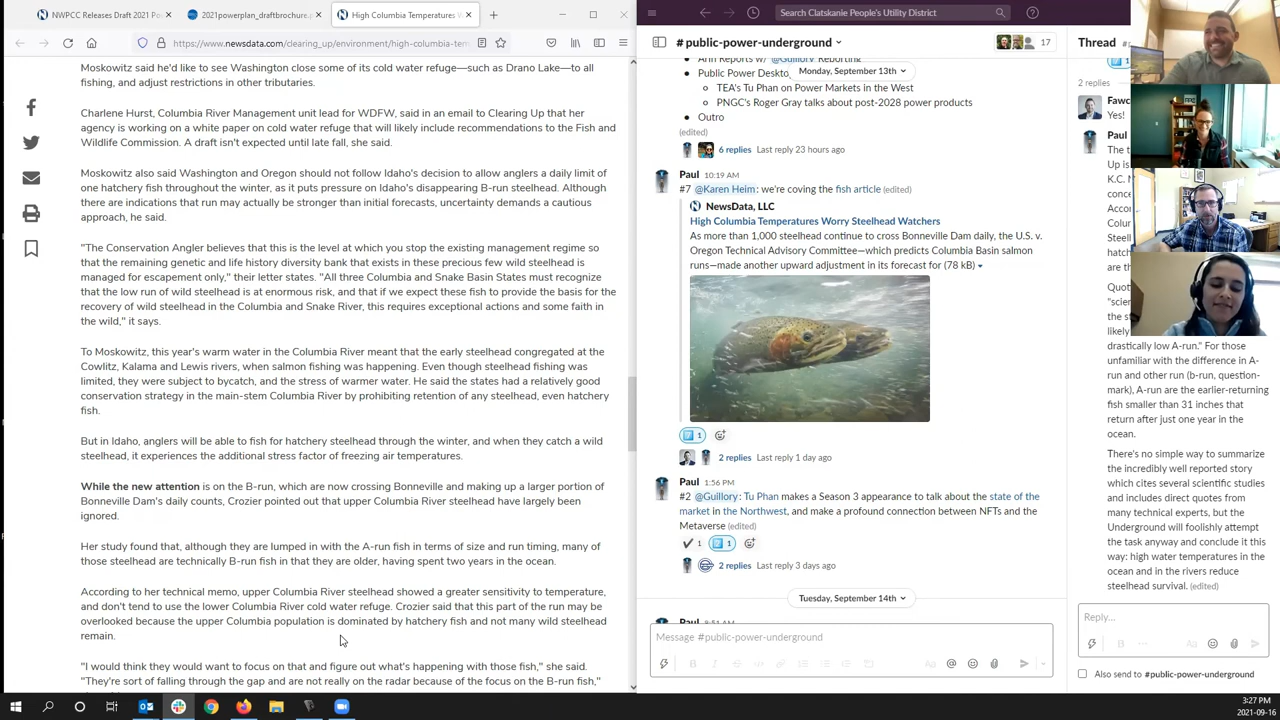 NWPCC Releases Draft 2021 P
2021powerplan_draftbrochure.
High Columbia Temperatures W
https://www.newsdata.com/clearing_up/environment/high-columbia-ten
Moskowitz said he'd like to see Washington close all of its cold water refuge—such as Drano Lake—to all
fishing, and adjust restrictions in other tributaries.
Charlene Hurst, Columbia River Management unit lead for WDFW, said in an email to Clearing Up that her
agency is working on a white paper on cold water refuge that will likely include recommendations to the Fish and
Wildlife Commission. A draft isn't expected until late fall, she said.
Moskowitz also said Washington and Oregon should not follow Idaho's decision to allow anglers a daily limit of
one hatchery fish throughout the winter, as it puts pressure on Idaho's disappearing B-run steelhead. Although
there are indications that run may actually be stronger than initial forecasts, uncertainty demands a cautious
approach, he said.
"The Conservation Angler believes that this is the level at which you stop the existing management regime so
that the remaining genetic and life history diversity bank that exists in these precious few wild steelhead is
managed for escapement only," the letter states. "All three Columbia and Snake Basin States must recognize
that the low run of wild steelhead is at enormous risk, and that if we expect these fish to provide the basis for the
recovery of wild steelhead in the Columbia and Snake River, this requires exceptional actions and some faith in
the wild," it says.
To Moskowitz, this year's warm water in the Columbia River meant that the early steelhead congregated at the
Cowlitz, Kalama and Lewis rivers, when salmon fishing was happening. Even though steelhead fishing was
limited, they were subject to bycatch, and the stress of warmer water. He said the states had a relatively good
conservation strategy in the main-stem Columbia River by prohibiting retention of any steelhead, even hatchery
fish.
But in Idaho, anglers will be able to fish for hatchery steelhead through the winter, and when they catch a wild
steelhead, it experiences the additional stress factor of freezing air temperatures.
While the new attention is on the B-run, which are now crossing Bonneville and making up a larger portion of
Bonneville Dam's daily counts, Crozier pointed out that upper Columbia River steelhead have largely been
ignored.
Her study found that, although they are lumped in with the A-run fish in terms of size and run timing, many of
those steelhead are technically B-run fish in that they are older, having spent two years in the ocean.
According to her technical memo, upper Columbia River steelhead showed a greater sensitivity to temperature,
and don't tend to use the lower Columbia River cold water refuge. Crozier said that this part of the run may be
overlooked because the upper Columbia population is dominated by hatchery fish and not many wild steelhead
remain.
"I would think they would want to focus on that and figure out what's happening with those fish," she said.
"They're sort of falling through the gap and are not really on the radar because of the focus on the B-run fish,"
Search Clatskanie People's Utility District
# public-power-underground
17
Ann Reports w/ @Guillory Reporting
Monday, September 13th
Public Power Deskto
TEA's Tu Phan on Power Markets in the West
PNGC's Roger Gray talks about post-2028 power products
Outro
(edited)
6 replies Last reply 23 hours ago
Paul 10:19 AM
#7 @Karen Heim: we're coving the fish article (edited)
NewsData, LLC
High Columbia Temperatures Worry Steelhead Watchers
As more than 1,000 steelhead continue to cross Bonneville Dam daily, the U.S. v.
Oregon Technical Advisory Committee—which predicts Columbia Basin salmon
runs—made another upward adjustment in its forecast for (78 kB)
1
2 replies Last reply 1 day ago
Paul 1:56 PM
#2 @Guillory: Tu Phan makes a Season 3 appearance to talk about the state of the
market in the Northwest, and make a profound connection between NFTs and the
Metaverse (edited)
1 1
2 replies Last reply 3 days ago
Tuesday, September 14th
Paul 8:51 AM
Message #public-power-underground
Thread
1
2 replies
Fawc
Yes!
Paul
The t
Up is
K.C. N
conce
Accor
Colur
Steell
hatch
are th
Quot
"scien
the st
likely
drastically low A-run." For those
unfamiliar with the difference in A-
run and other run (b-run, question-
mark), A-run are the earlier-returning
fish smaller than 31 inches that
return after just one year in the
ocean.
There's no simple way to summarize
the incredibly well reported story
which cites several scientific studies
and includes direct quotes from
many technical experts, but the
Underground will foolishly attempt
the task anyway and conclude it this
way: high water temperatures in the
ocean and in the rivers reduce
steelhead survival. (edited)
Reply...
Also send to #public-power-underground
3:27 PM
2021-09-16